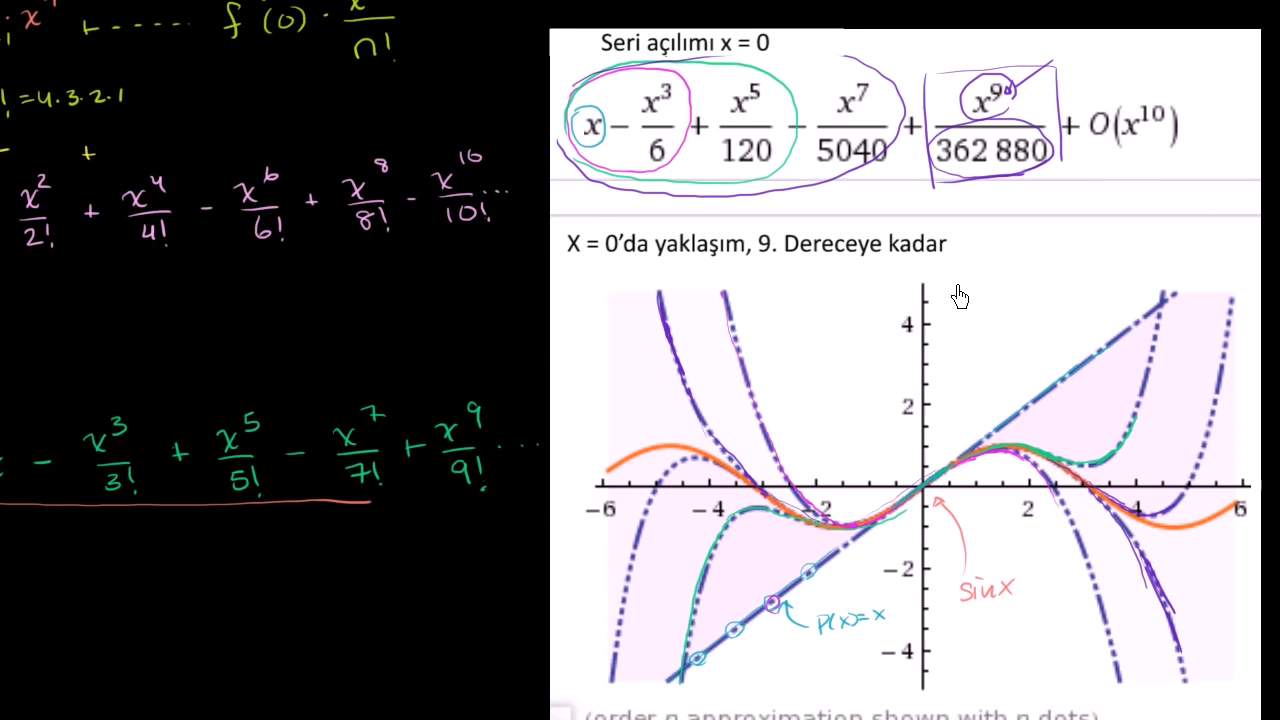 x + ...... f (0) · x / n!
! = 4.3.2.1
− +
x²/2! + x⁴/4! − x⁶/6! + x⁸/8! − x¹⁰/10! ...
− x³/3! + x⁵/5! − x⁷/7! + x⁹/9! ...
Seri açılımı x = 0
x − x³/6 + x⁵/120 − x⁷/5040 + x⁹/362 880 + O(x¹⁰)
X = 0'da yaklaşım, 9. Dereceye kadar
4
2
−6 −4 −2 2 4 6
−2
sinx
P(x)=x
−4
(order n approximation shown with n dots)